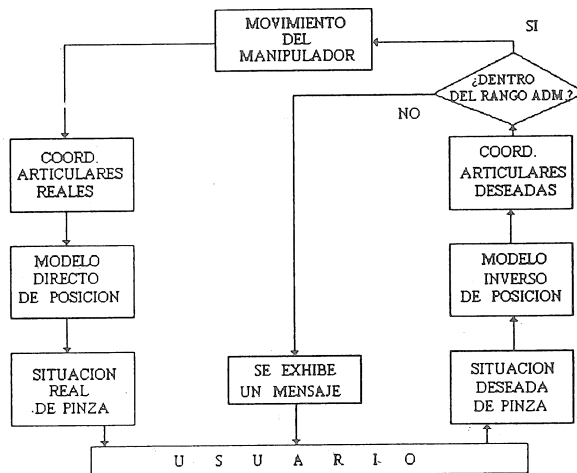 MOVIMIENTO
DEL
MANIPULADOR
SI
¿DENTRO
DEL RANGO ADM.?
NO
COORD.
ARTICULARES
REALES
COORD.
ARTICULARES
DESEADAS
MODELO
DIRECTO
DE POSICION
MODELO
INVERSO
DE POSICION
SITUACION
REAL
DE PINZA
SE EXHIBE
UN MENSAJE
SITUACION
DESEADA
DE PINZA
U S U A R I O